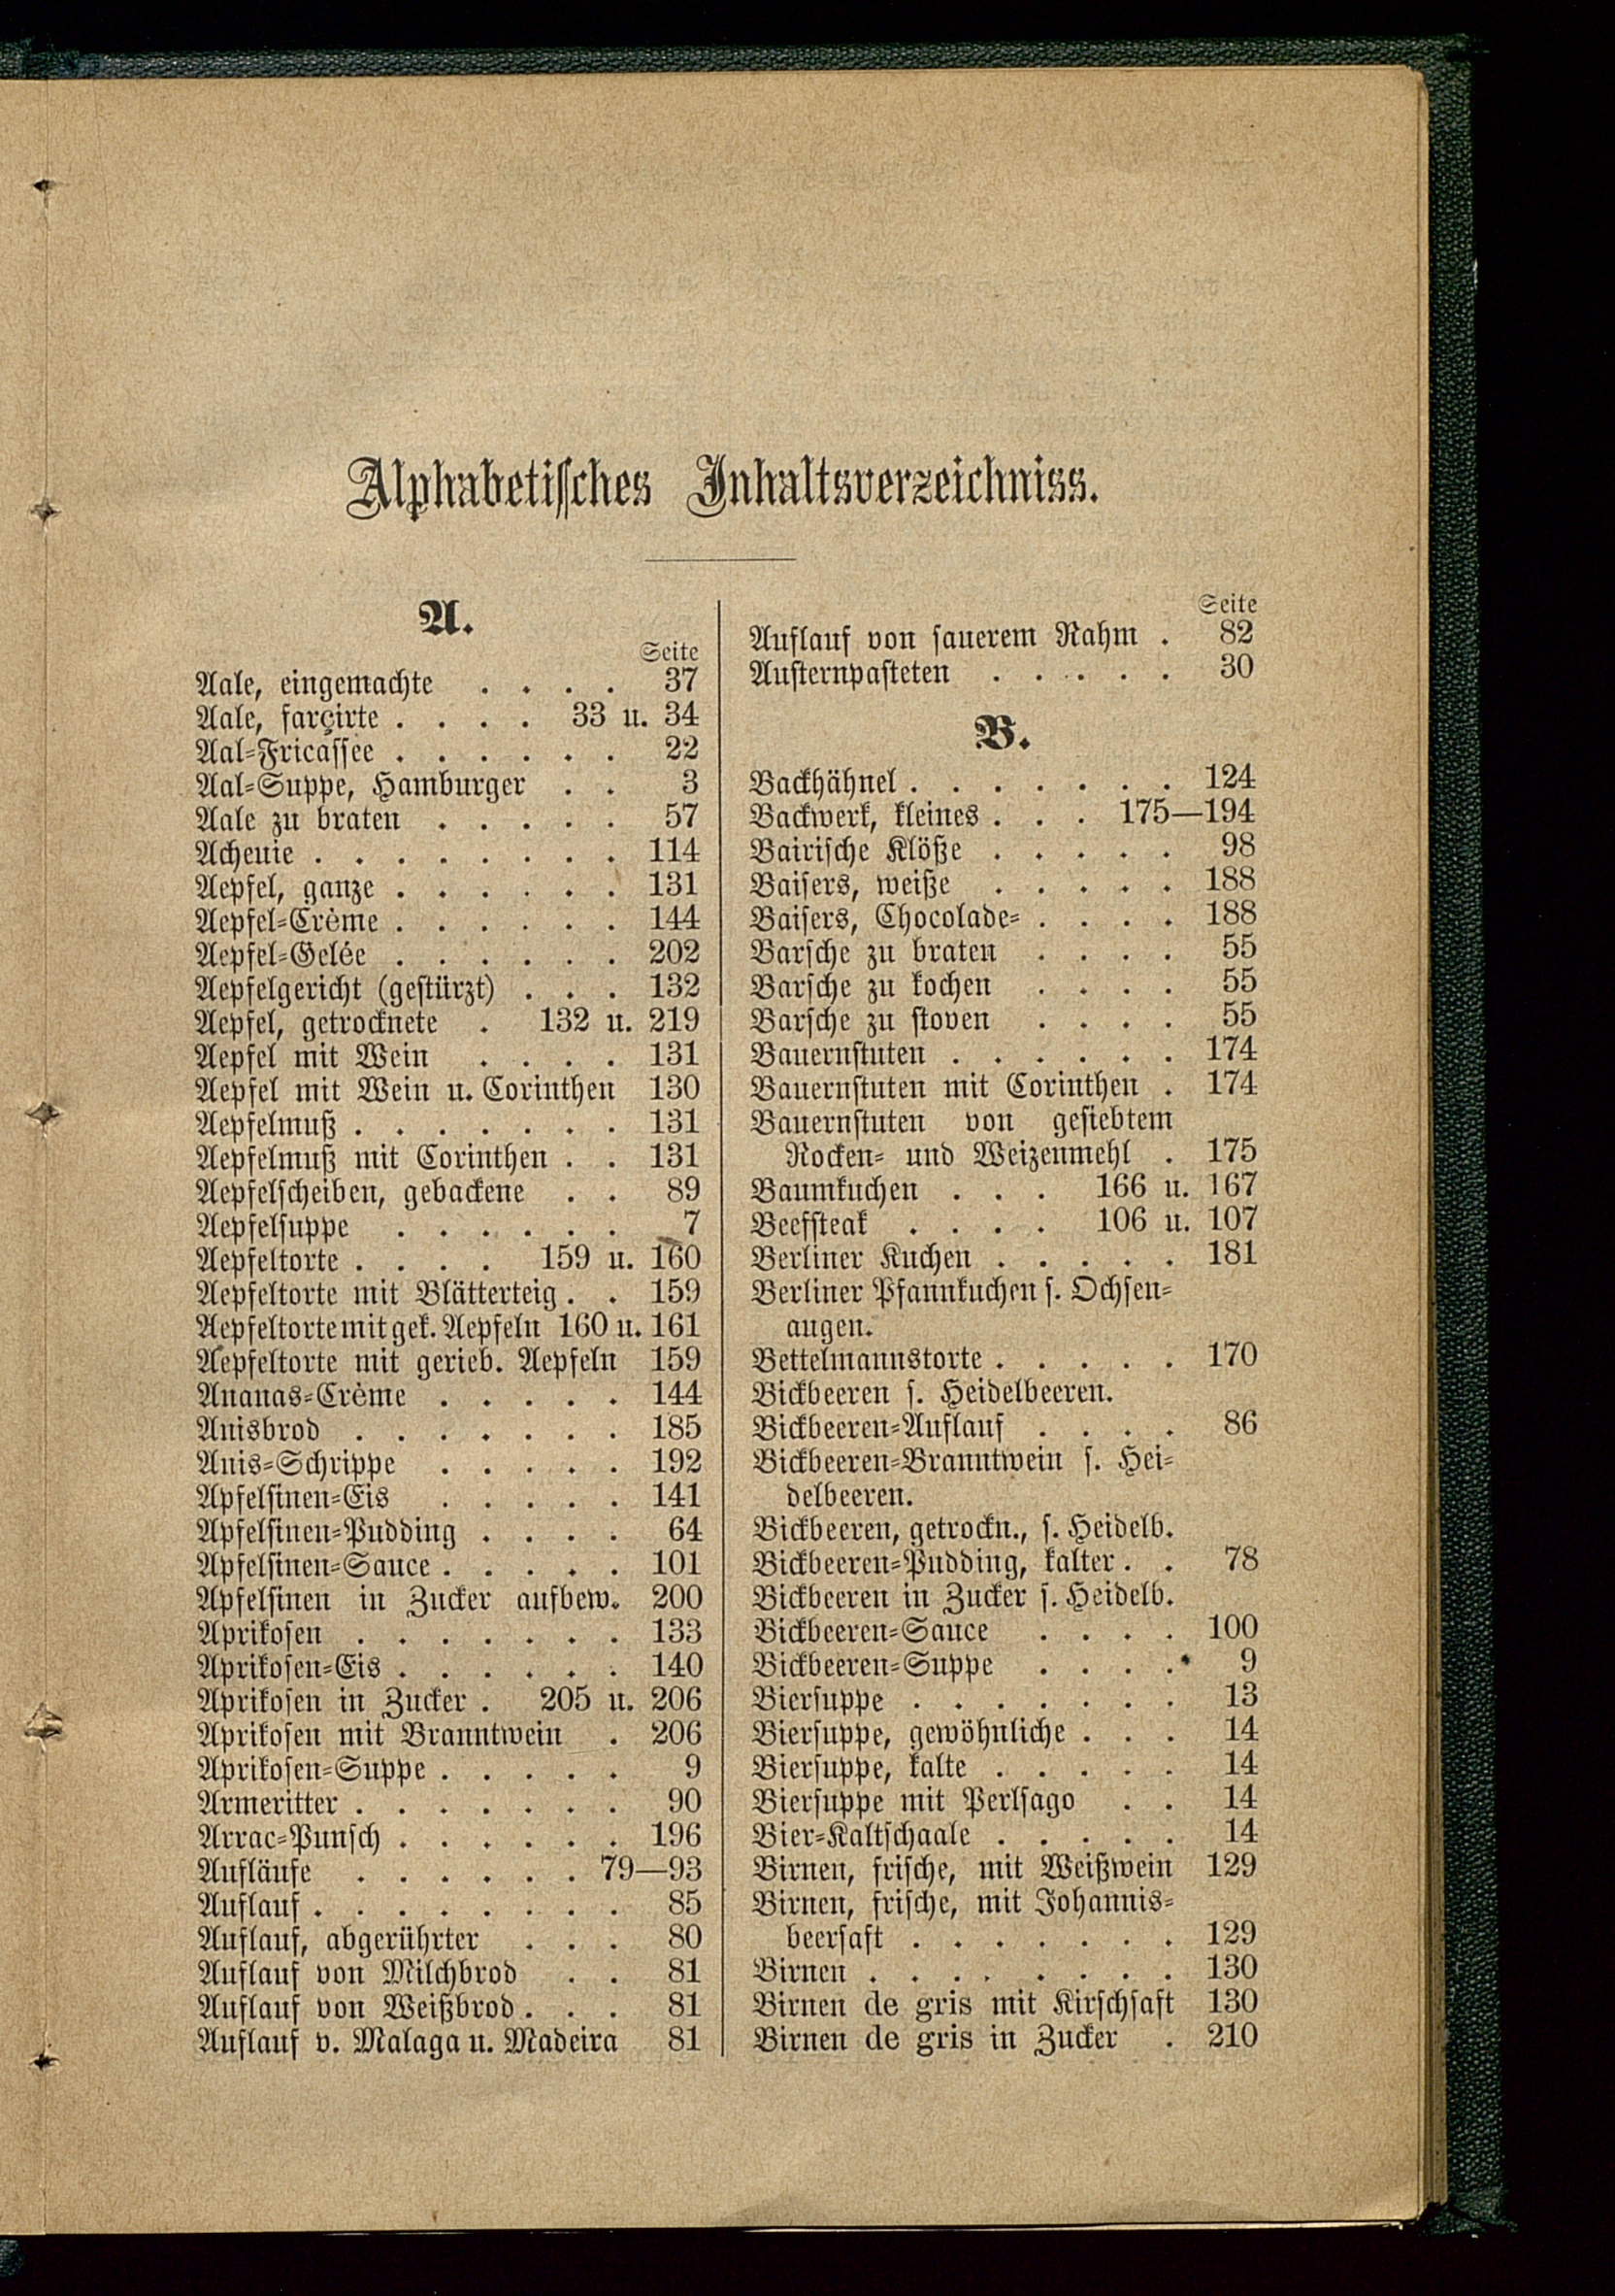 Alphabetisches Inhaltsverzeichniss.
A.
Seite
Aale, eingemachte . . . . 37
Aale, farçirte . . . . 33 u. 34
Aal-Fricassée . . . . . . 22
Aal-Suppe, Hamburger . . 3
Aale zu braten . . . . . 57
Achenie . . . . . . . . 114
Aepfel, ganze . . . . . . 131
Aepfel-Crême . . . . . . 144
Aepfel-Gelée . . . . . . 202
Aepfelgericht (gestürzt) . . . 132
Aepfel, getrocknete . 132 u. 219
Aepfel mit Wein . . . . 131
Aepfel mit Wein u. Corinthen 130
Aepfelmuß . . . . . . . 131
Aepfelmuß mit Corinthen . . 131
Aepfelscheiben, gebackene . . 89
Aepfelsuppe . . . . . . 7
Aepfeltorte . . . . 159 u. 160
Aepfeltorte mit Blätterteig . . 159
Aepfeltorte mit gek. Aepfeln 160 u. 161
Aepfeltorte mit gerieb. Aepfeln 159
Ananas-Crême . . . . . 144
Anisbrod . . . . . . . 185
Anis-Schrippe . . . . . 192
Apfelsinen-Eis . . . . . 141
Apfelsinen-Pudding . . . . 64
Apfelsinen-Sauce . . . . . 101
Apfelsinen in Zucker aufbew. 200
Aprikosen . . . . . . . 133
Aprikosen-Eis . . . . . . 140
Aprikosen in Zucker . 205 u. 206
Aprikosen mit Branntwein . 206
Aprikosen-Suppe . . . . . 9
Armeritter . . . . . . . 90
Arrac-Punsch . . . . . . 196
Aufläufe . . . . . . 79—93
Auflauf . . . . . . . . 85
Auflauf, abgerührter . . . 80
Auflauf von Milchbrod . . 81
Auflauf von Weißbrod . . . 81
Auflauf v. Malaga u. Madeira 81
Seite
Auflauf von sauerem Rahm . 82
Austernpasteten . . . . . 30
B.
Backhähnel . . . . . . . 124
Backwerk, kleines . . . 175—194
Bairische Klöße . . . . . 98
Baisers, weiße . . . . . 188
Baisers, Chocolade- . . . . 188
Barsche zu braten . . . . 55
Barsche zu kochen . . . . 55
Barsche zu stoven . . . . 55
Bauernstuten . . . . . . 174
Bauernstuten mit Corinthen . 174
Bauernstuten von gesiebtem
Rocken- und Weizenmehl . 175
Baumkuchen . . . 166 u. 167
Beefsteak . . . . 106 u. 107
Berliner Kuchen . . . . . 181
Berliner Pfannkuchen s. Ochsen-
augen.
Bettelmannstorte . . . . . 170
Bickbeeren s. Heidelbeeren.
Bickbeeren-Auflauf . . . . 86
Bickbeeren-Branntwein s. Hei-
delbeeren.
Bickbeeren, getrockn., s. Heidelb.
Bickbeeren-Pudding, kalter . . 78
Bickbeeren in Zucker s. Heidelb.
Bickbeeren-Sauce . . . . 100
Bickbeeren-Suppe . . . . 9
Biersuppe . . . . . . . 13
Biersuppe, gewöhnliche . . . 14
Biersuppe, kalte . . . . . 14
Biersuppe mit Perlsago . . 14
Bier-Kaltschaale . . . . . 14
Birnen, frische, mit Weißwein 129
Birnen, frische, mit Johannis-
beersaft . . . . . . . 129
Birnen . . . . . . . . 130
Birnen de gris mit Kirschsaft 130
Birnen de gris in Zucker . 210